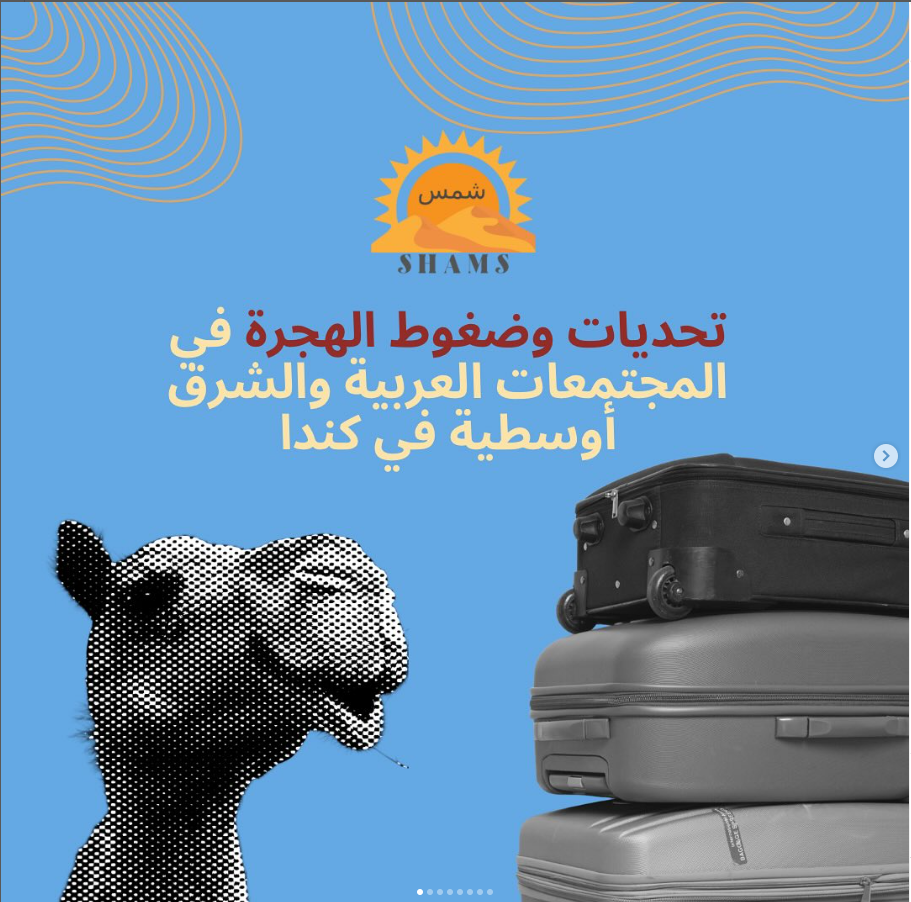 شمس
SHAMS
تحديات وضغوط الهجرة في
المجتمعات العربية والشرق
أوسطية في كندا